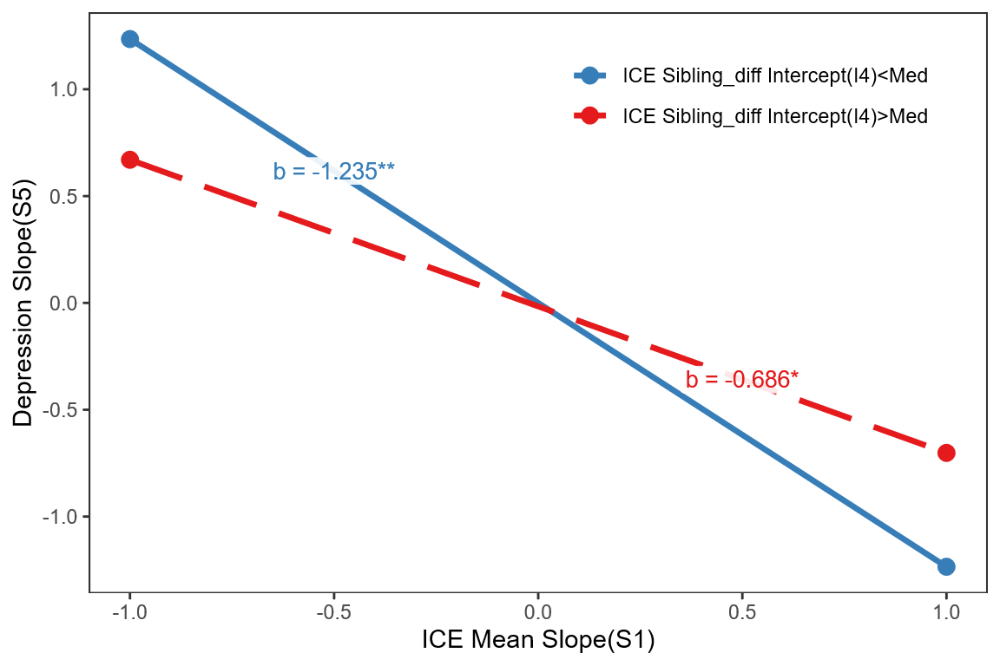 ICE Sibling_diff Intercept(I4)<Med
ICE Sibling_diff Intercept(I4)>Med
b = -1.235**
b = -0.686*
Depression Slope(S5)
1.0
0.5
0.0
-0.5
-1.0
-1.0
-0.5
0.0
0.5
1.0
ICE Mean Slope(S1)